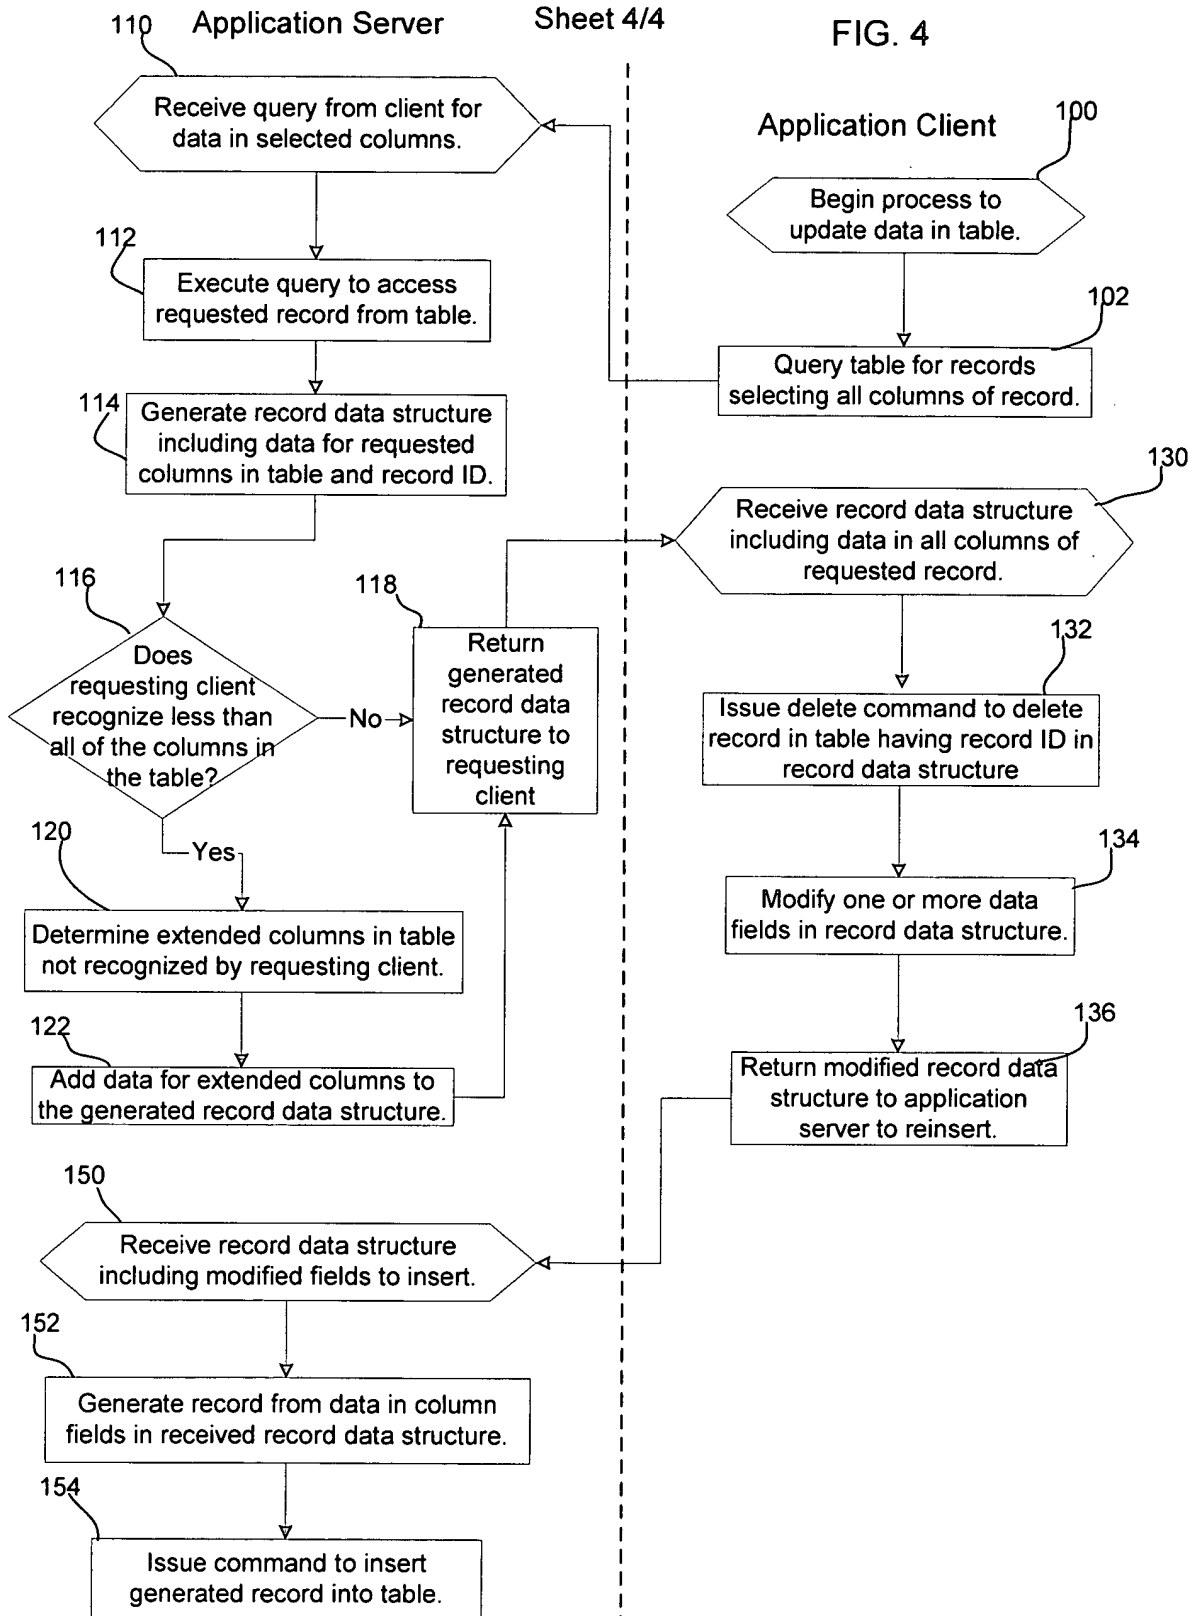 Application Server
Sheet 4/4
FIG. 4
110
Receive query from client for
data in selected columns.
112
Execute query to access
requested record from table.
114
Generate record data structure
including data for requested
columns in table and record ID.
116
Does
requesting client
recognize less than
all of the columns in
the table?
No
Yes
118
Return
generated
record data
structure to
requesting
client
120
Determine extended columns in table
not recognized by requesting client.
122
Add data for extended columns to
the generated record data structure.
Application Client
100
Begin process to
update data in table.
102
Query table for records
selecting all columns of record.
130
Receive record data structure
including data in all columns of
requested record.
132
Issue delete command to delete
record in table having record ID in
record data structure
134
Modify one or more data
fields in record data structure.
136
Return modified record data
structure to application
server to reinsert.
150
Receive record data structure
including modified fields to insert.
152
Generate record from data in column
fields in received record data structure.
154
Issue command to insert
generated record into table.